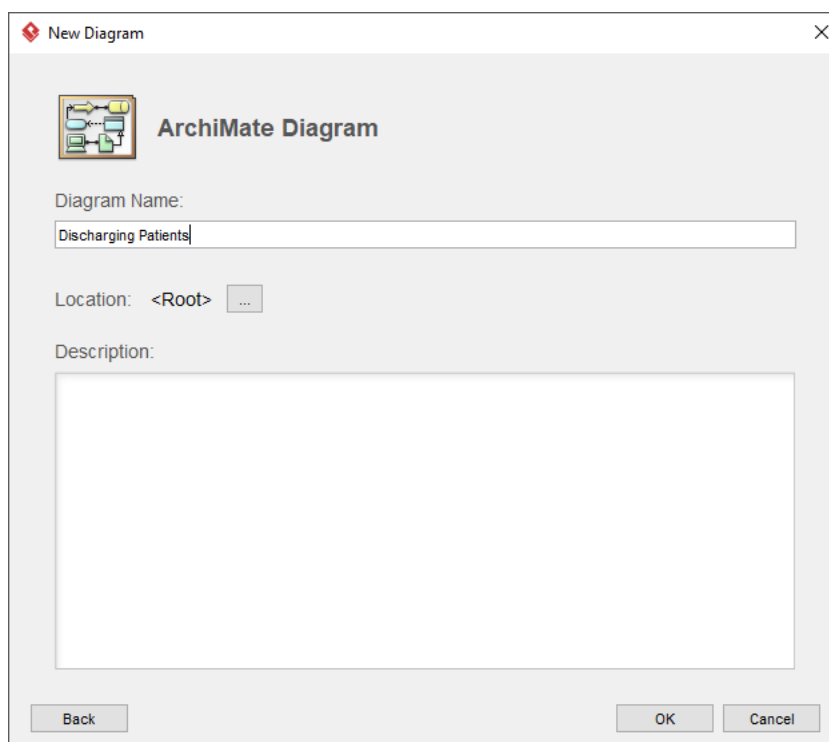 New Diagram
ArchiMate Diagram
Diagram Name:
Discharging Patients
Location: <Root> ...
Description:
Back OK Cancel